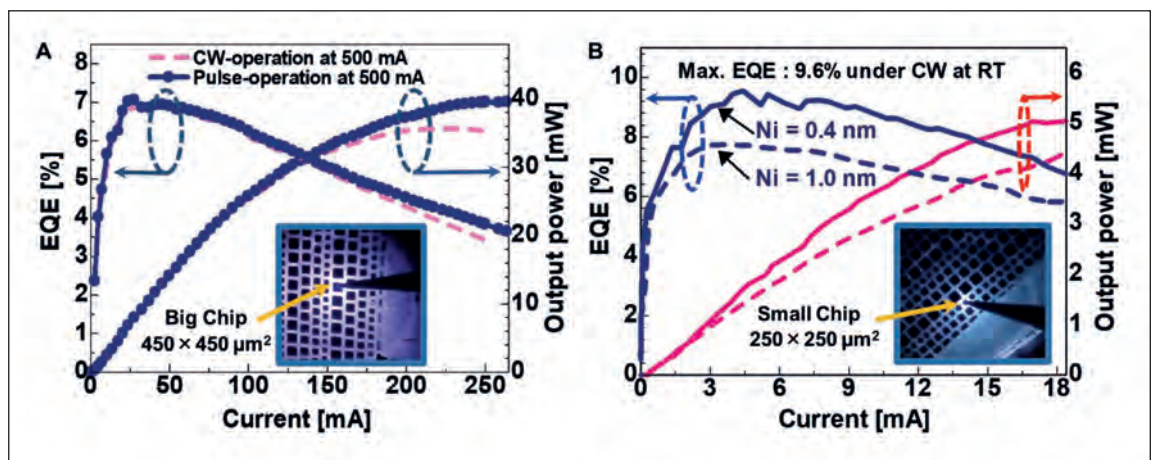 A
CW-operation at 500 mA
Pulse-operation at 500 mA
EQE [%]
8
7
6
5
4
3
2
1
0
40
30
20
10
0
Output power [mW]
Big Chip
450 × 450 µm²
0
50
100
150
200
250
Current [mA]
B
Max. EQE : 9.6% under CW at RT
Ni = 0.4 nm
Ni = 1.0 nm
EQE [%]
10
8
6
4
2
0
6
5
4
3
2
1
0
Output power [mW]
Small Chip
250 × 250 µm²
0
3
6
9
12
15
18
Current [mA]